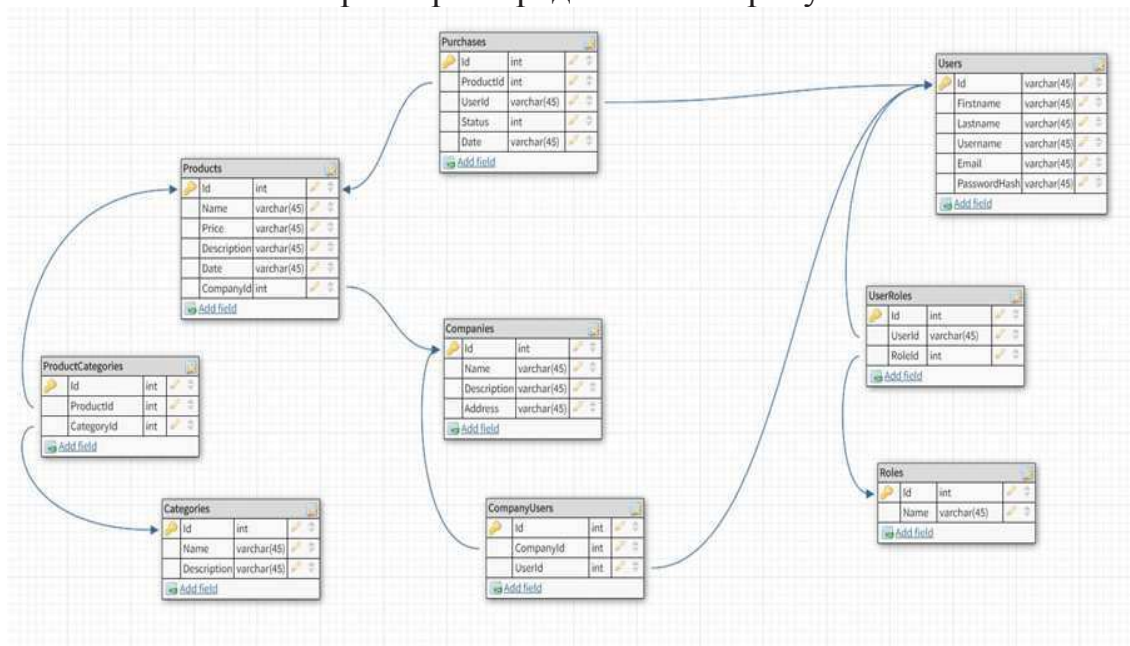 Purchases
Id int
ProductId int
UserId varchar(45)
Status int
Date varchar(45)
Add field
Users
Id varchar(45)
Firstname varchar(45)
Lastname varchar(45)
Username varchar(45)
Email varchar(45)
PasswordHash varchar(45)
Add field
Products
Id int
Name varchar(45)
Price varchar(45)
Description varchar(45)
Date varchar(45)
CompanyId int
Add field
UserRoles
Id int
UserId varchar(45)
RoleId int
Add field
Companies
Id int
Name varchar(45)
Description varchar(45)
Address varchar(45)
Add field
ProductCategories
Id int
ProductId int
CategoryId int
Add field
Roles
Id int
Name varchar(45)
Add field
Categories
Id int
Name varchar(45)
Description varchar(45)
Add field
CompanyUsers
Id int
CompanyId int
UserId int
Add field